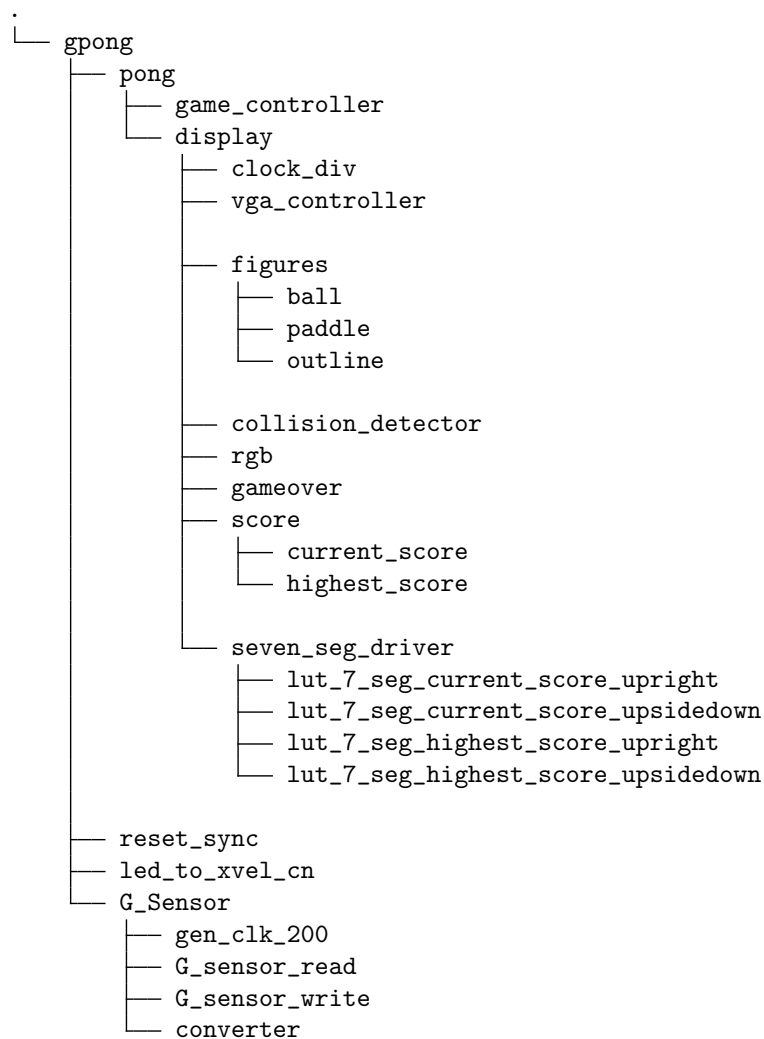 .
gpong
pong
game_controller
display
clock_div
vga_controller
figures
ball
paddle
outline
collision_detector
rgb
gameover
score
current_score
highest_score
seven_seg_driver
lut_7_seg_current_score_upright
lut_7_seg_current_score_upsidedown
lut_7_seg_highest_score_upright
lut_7_seg_highest_score_upsidedown
reset_sync
led_to_xvel_cn
G_Sensor
gen_clk_200
G_sensor_read
G_sensor_write
converter